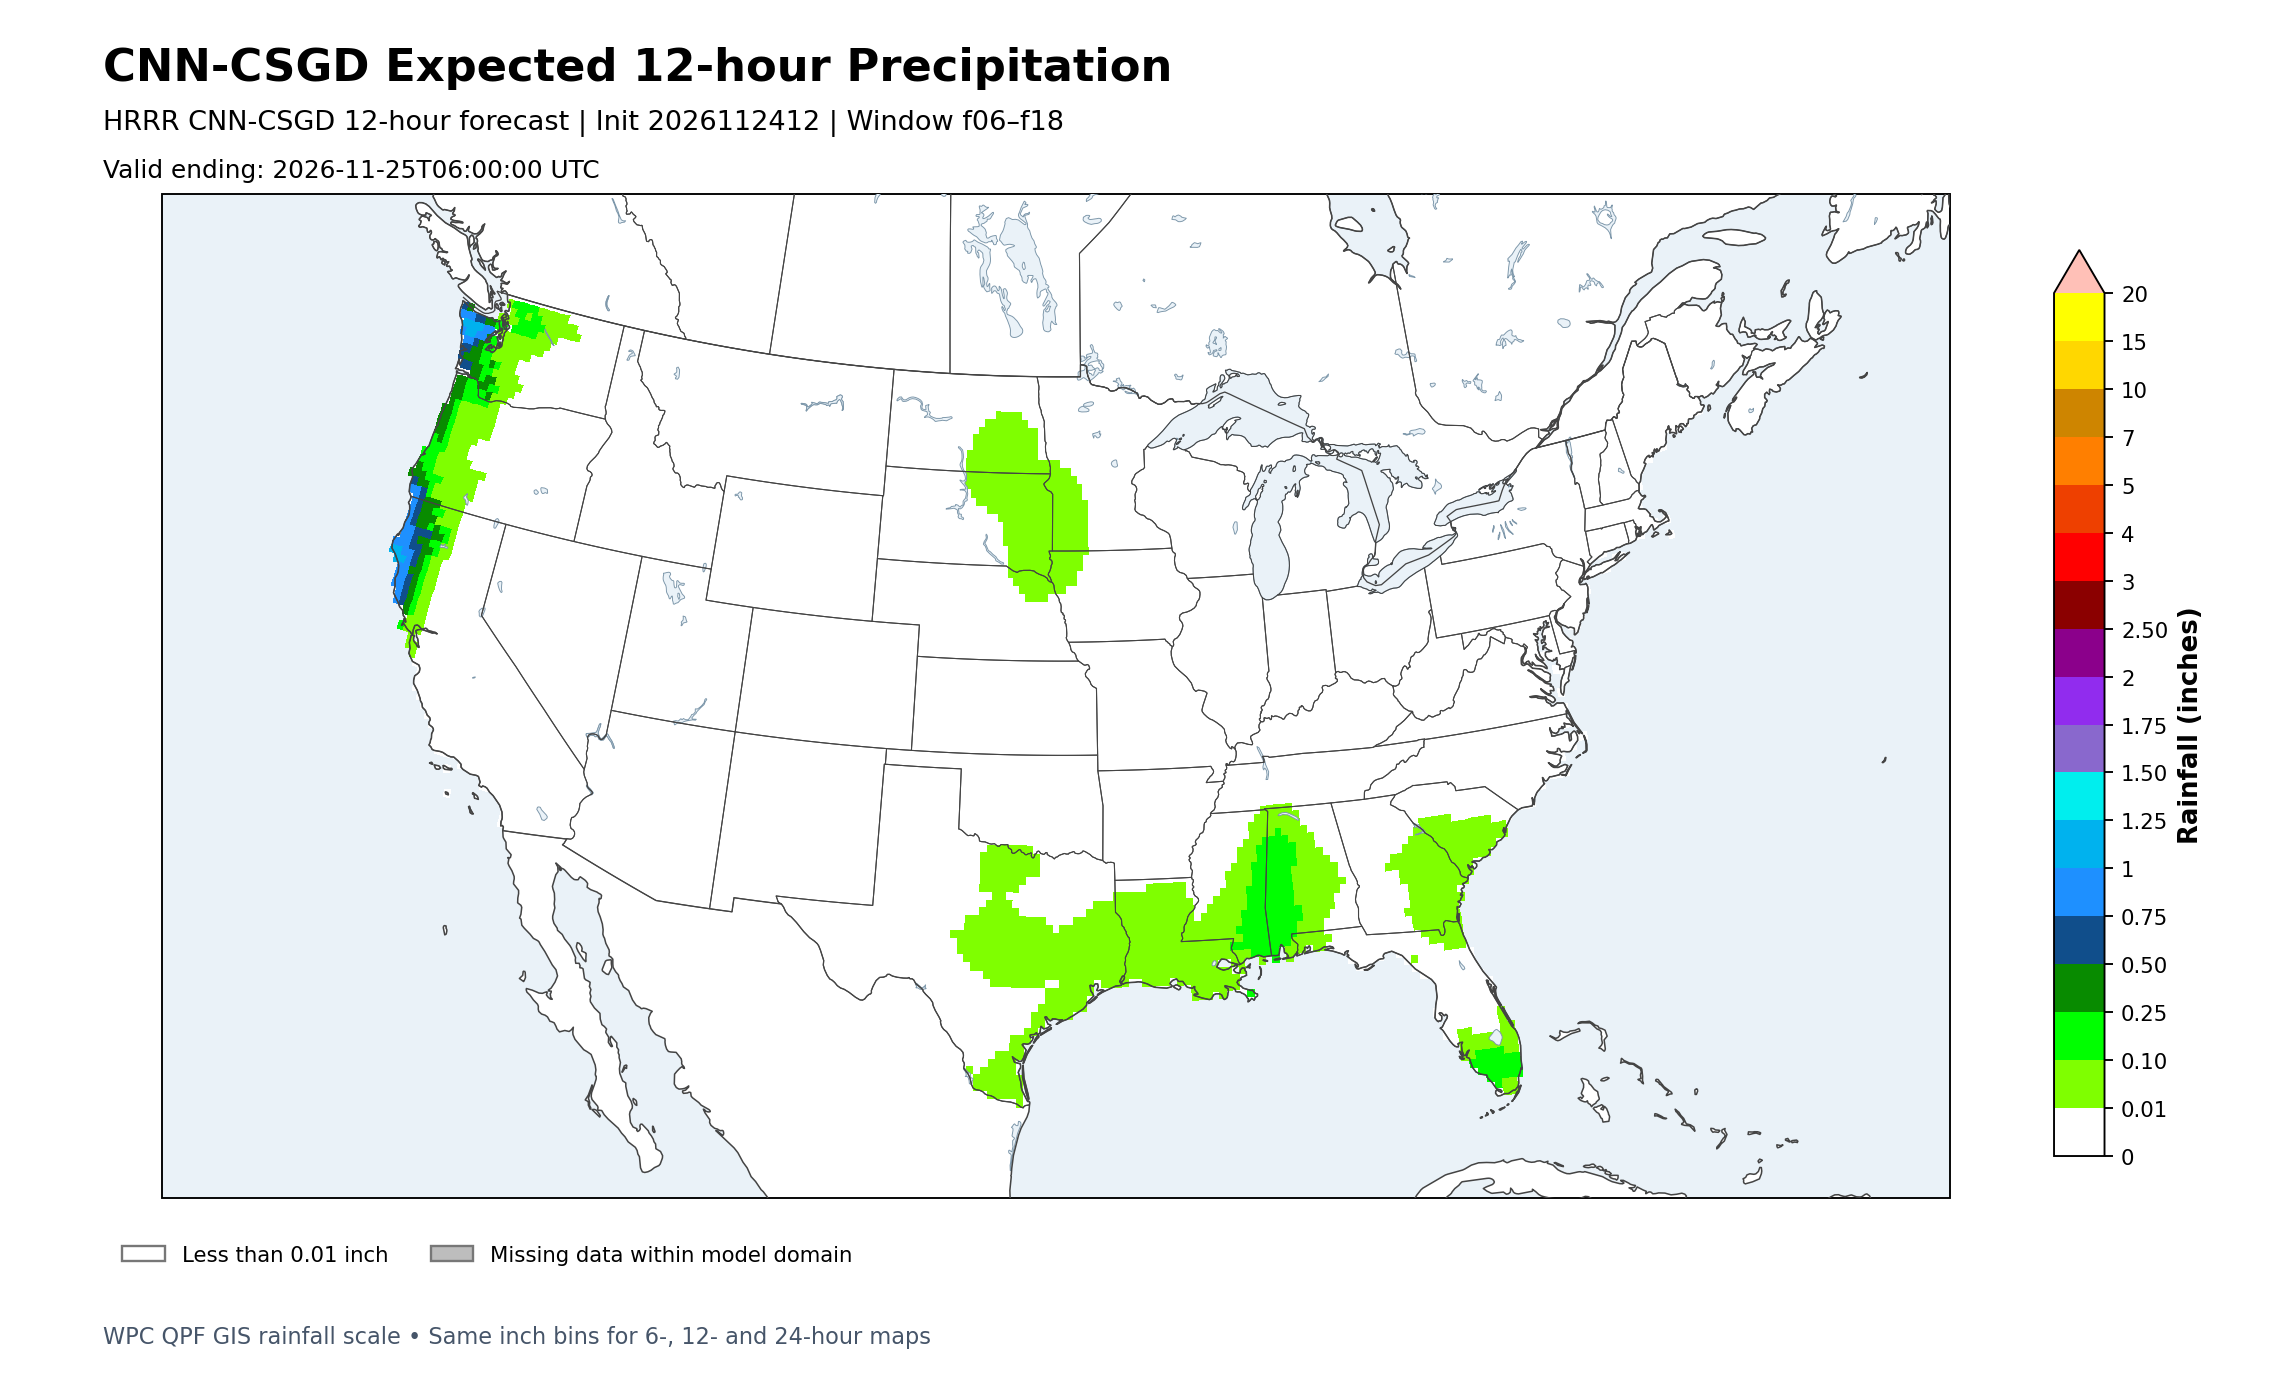 CNN-CSGD Expected 12-hour Precipitation
HRRR CNN-CSGD 12-hour forecast | Init 2026112412 | Window f06–f18
Valid ending: 2026-11-25T06:00:00 UTC
20
15
10
7
5
4
3
2.50
2
1.75
1.50
1.25
1
0.75
0.50
0.25
0.10
0.01
0
Rainfall (inches)
Less than 0.01 inch
Missing data within model domain
WPC QPF GIS rainfall scale • Same inch bins for 6-, 12- and 24-hour maps